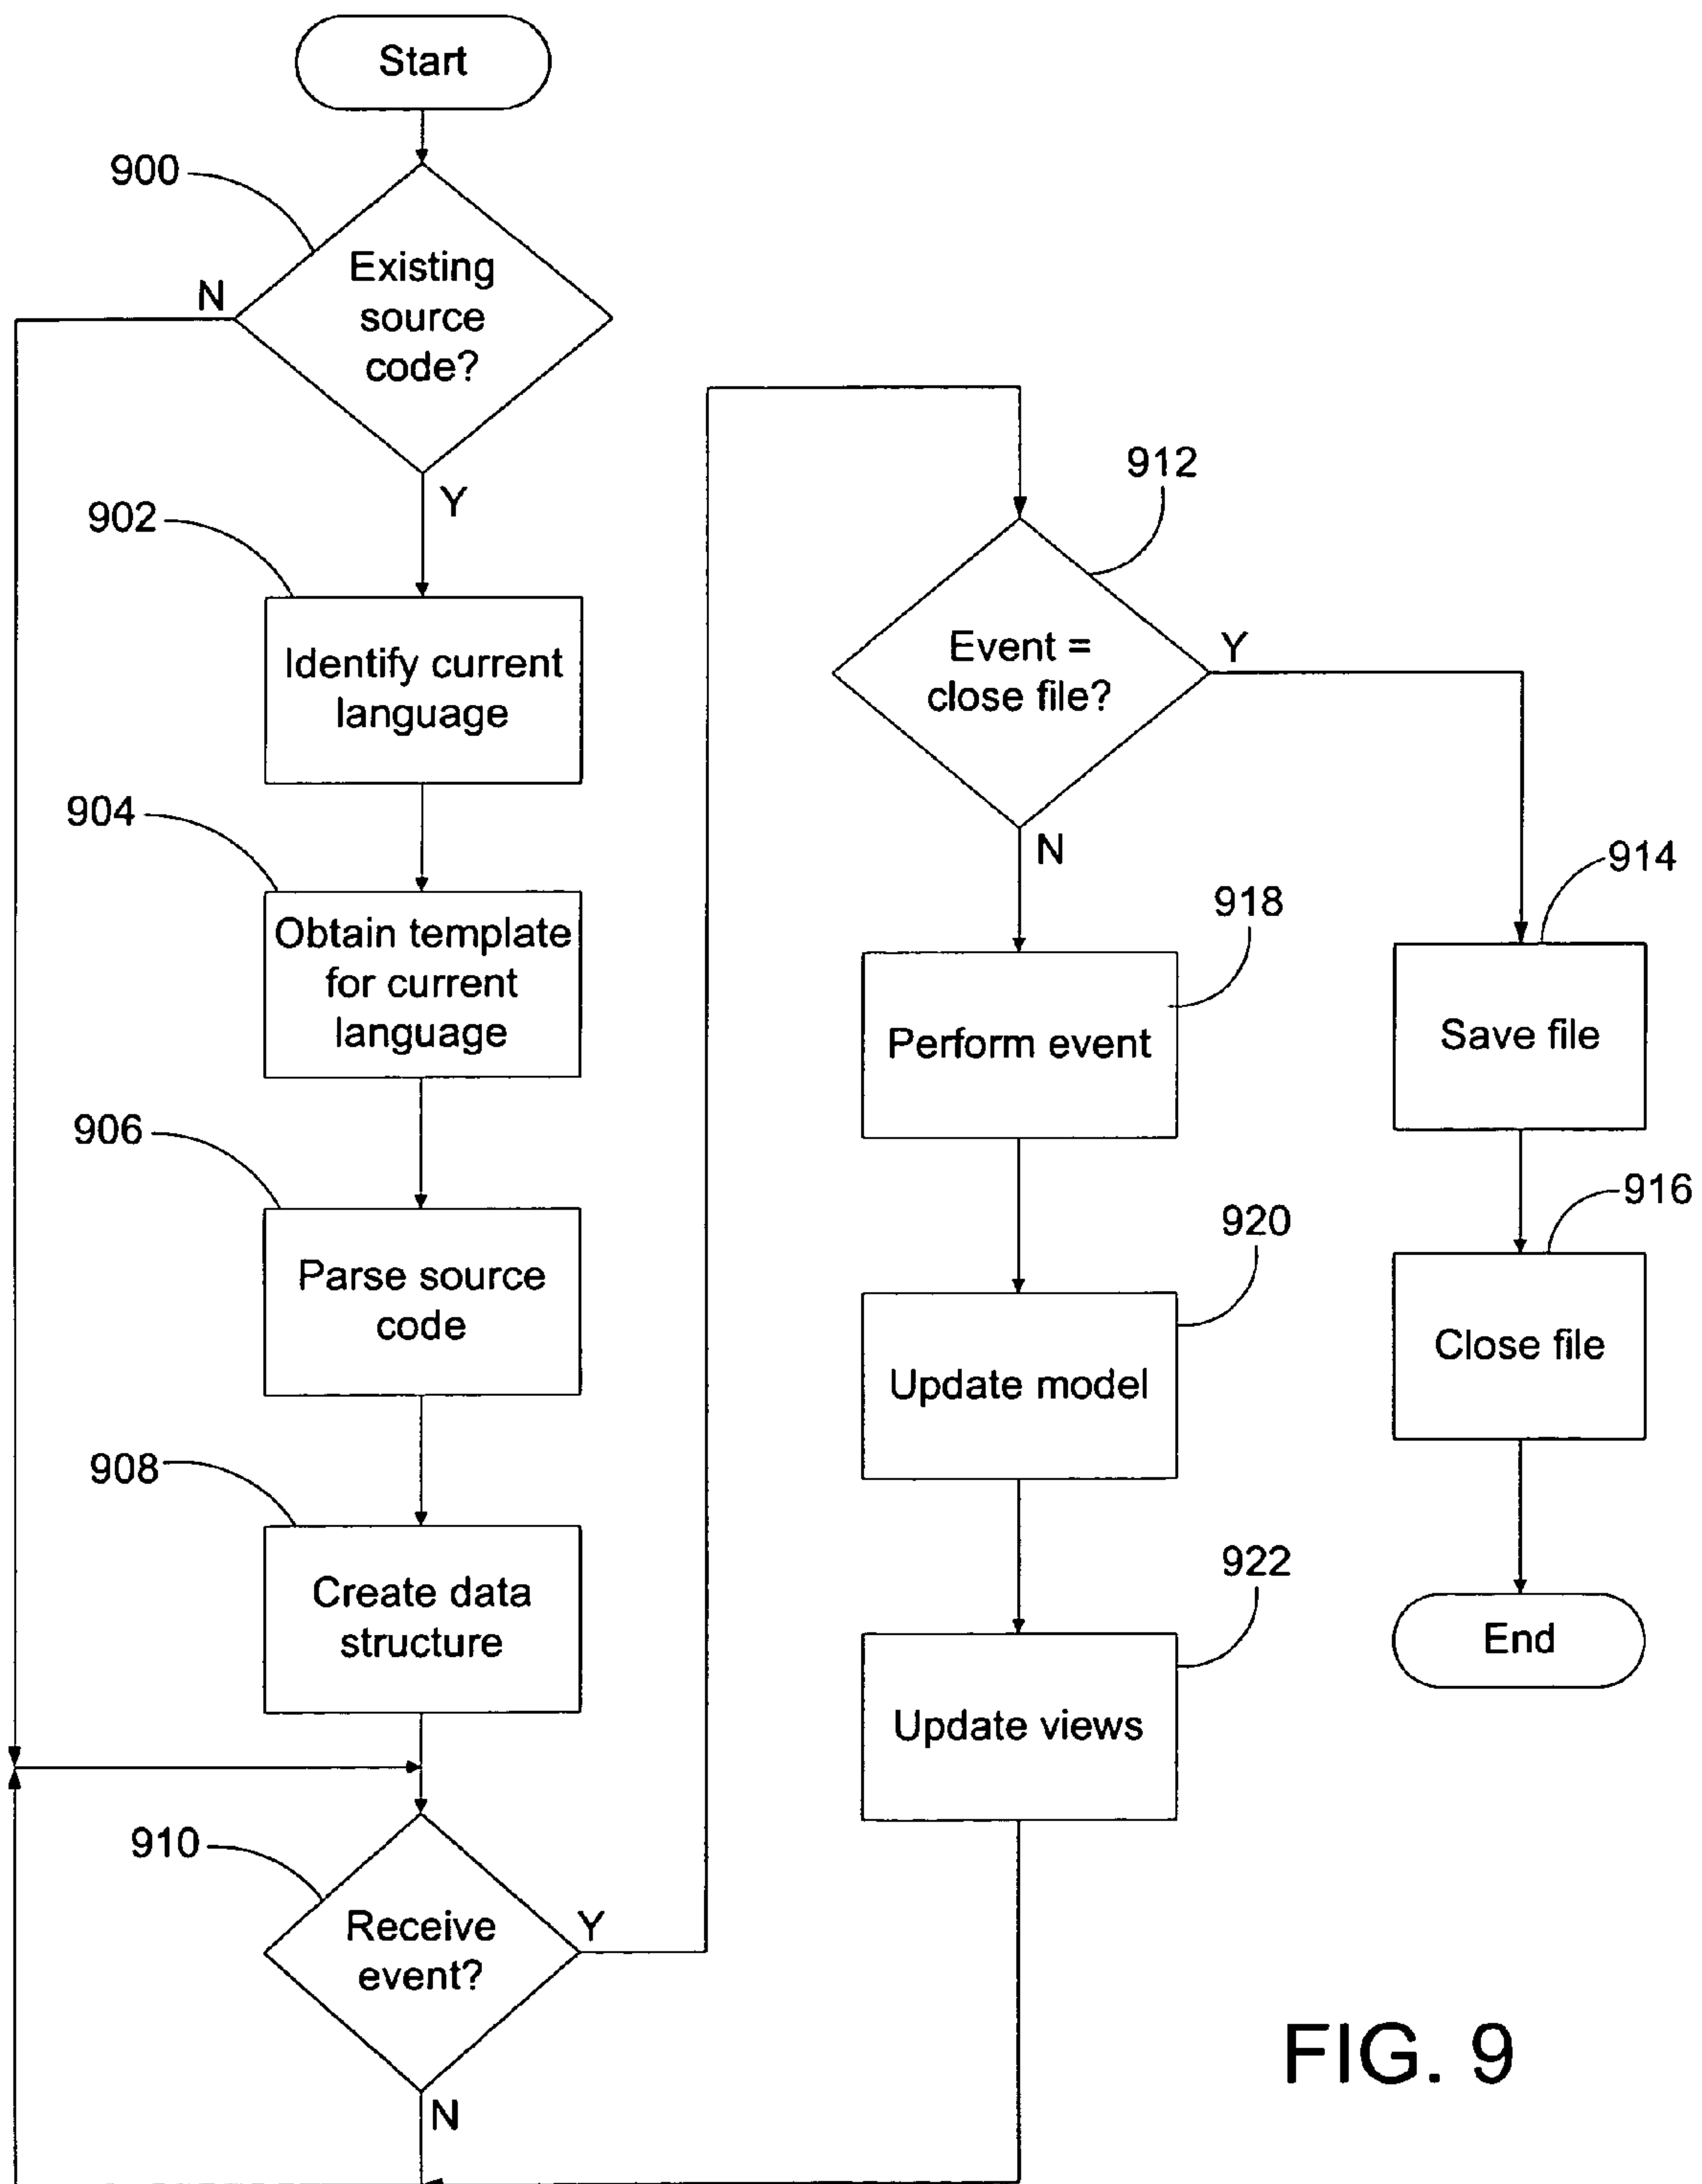 Start
900
Existing
source
code?
N
Y
902
Identify current
language
904
Obtain template
for current
language
906
Parse source
code
908
Create data
structure
910
Receive
event?
Y
N
912
Event =
close file?
Y
N
918
Perform event
920
Update model
922
Update views
914
Save file
916
Close file
End
FIG. 9